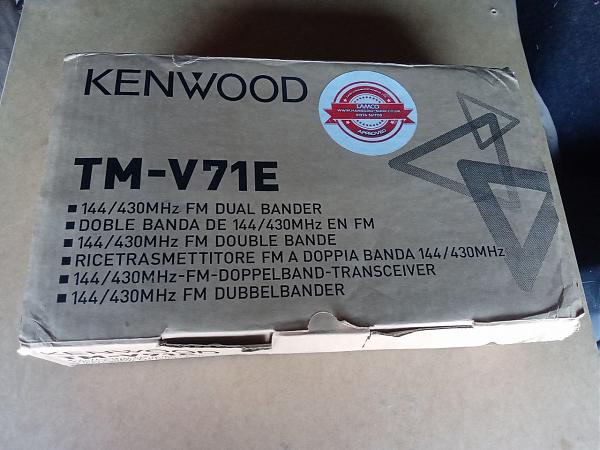 KENWOOD
LAMCO
APPROVED
TM-V71E
■ 144/430MHz FM DUAL BANDER
■ DOBLE BANDA DE 144/430MHz EN FM
■ 144/430MHz FM DOUBLE BANDE
■ RICETRASMETTITORE FM A DOPPIA BANDA 144/430MHz
■ 144/430MHz-FM-DOPPELBAND-TRANSCEIVER
■ 144/430MHz FM DUBBELBANDER
KENWOOD